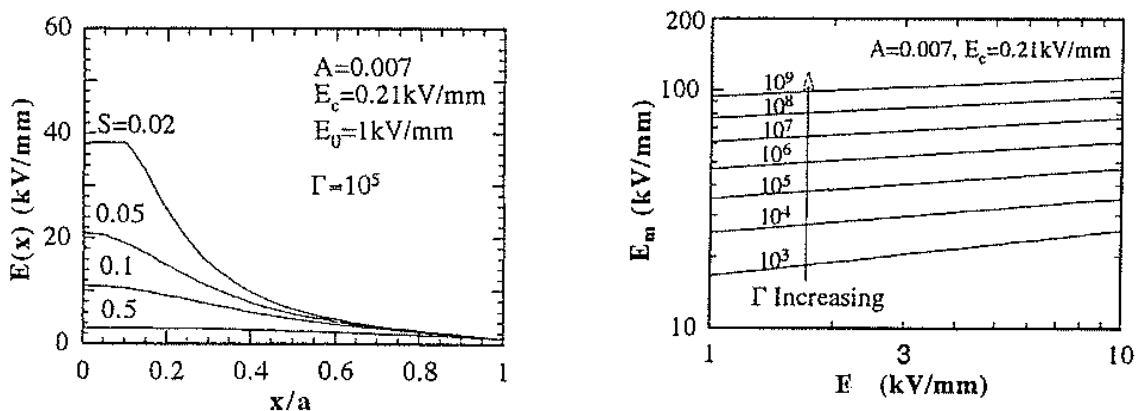 60
40
20
0
E(x) (kV/mm)
A=0.007
E_c=0.21kV/mm
E_0=1kV/mm
Γ=10^5
S=0.02
0.05
0.1
0.5
0 0.2 0.4 0.6 0.8 1
x/a
200
100
10
E_m (kV/mm)
A=0.007, E_c=0.21kV/mm
10^9
10^8
10^7
10^6
10^5
10^4
10^3
Γ Increasing
1 3 10
E (kV/mm)